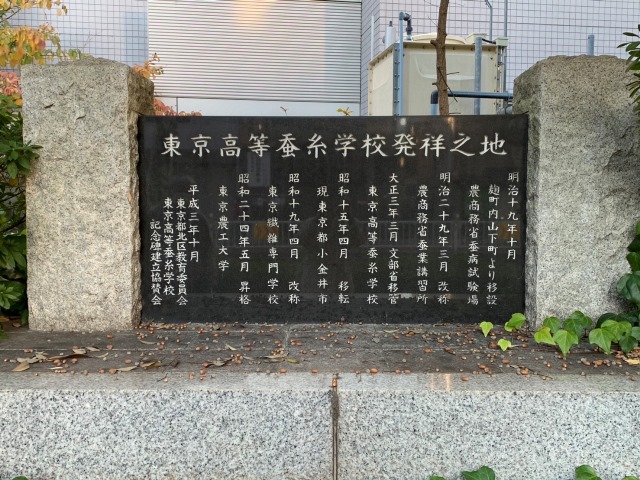 東京高等蚕糸学校発祥之地
明治十九年十月
麹町内山下町より移設
農商務省蚕病試験場
明治二十九年三月 改称
農商務省蚕業講習所
大正三年三月 文部省移管
東京高等蚕糸学校
昭和十五年四月 移転
現東京都小金井市
昭和十九年四月 改称
東京繊維専門学校
昭和二十四年五月 昇格
東京農工大学
平成三年十月
東京都北区教育委員会
東京高等蚕糸学校
記念碑建立協賛会